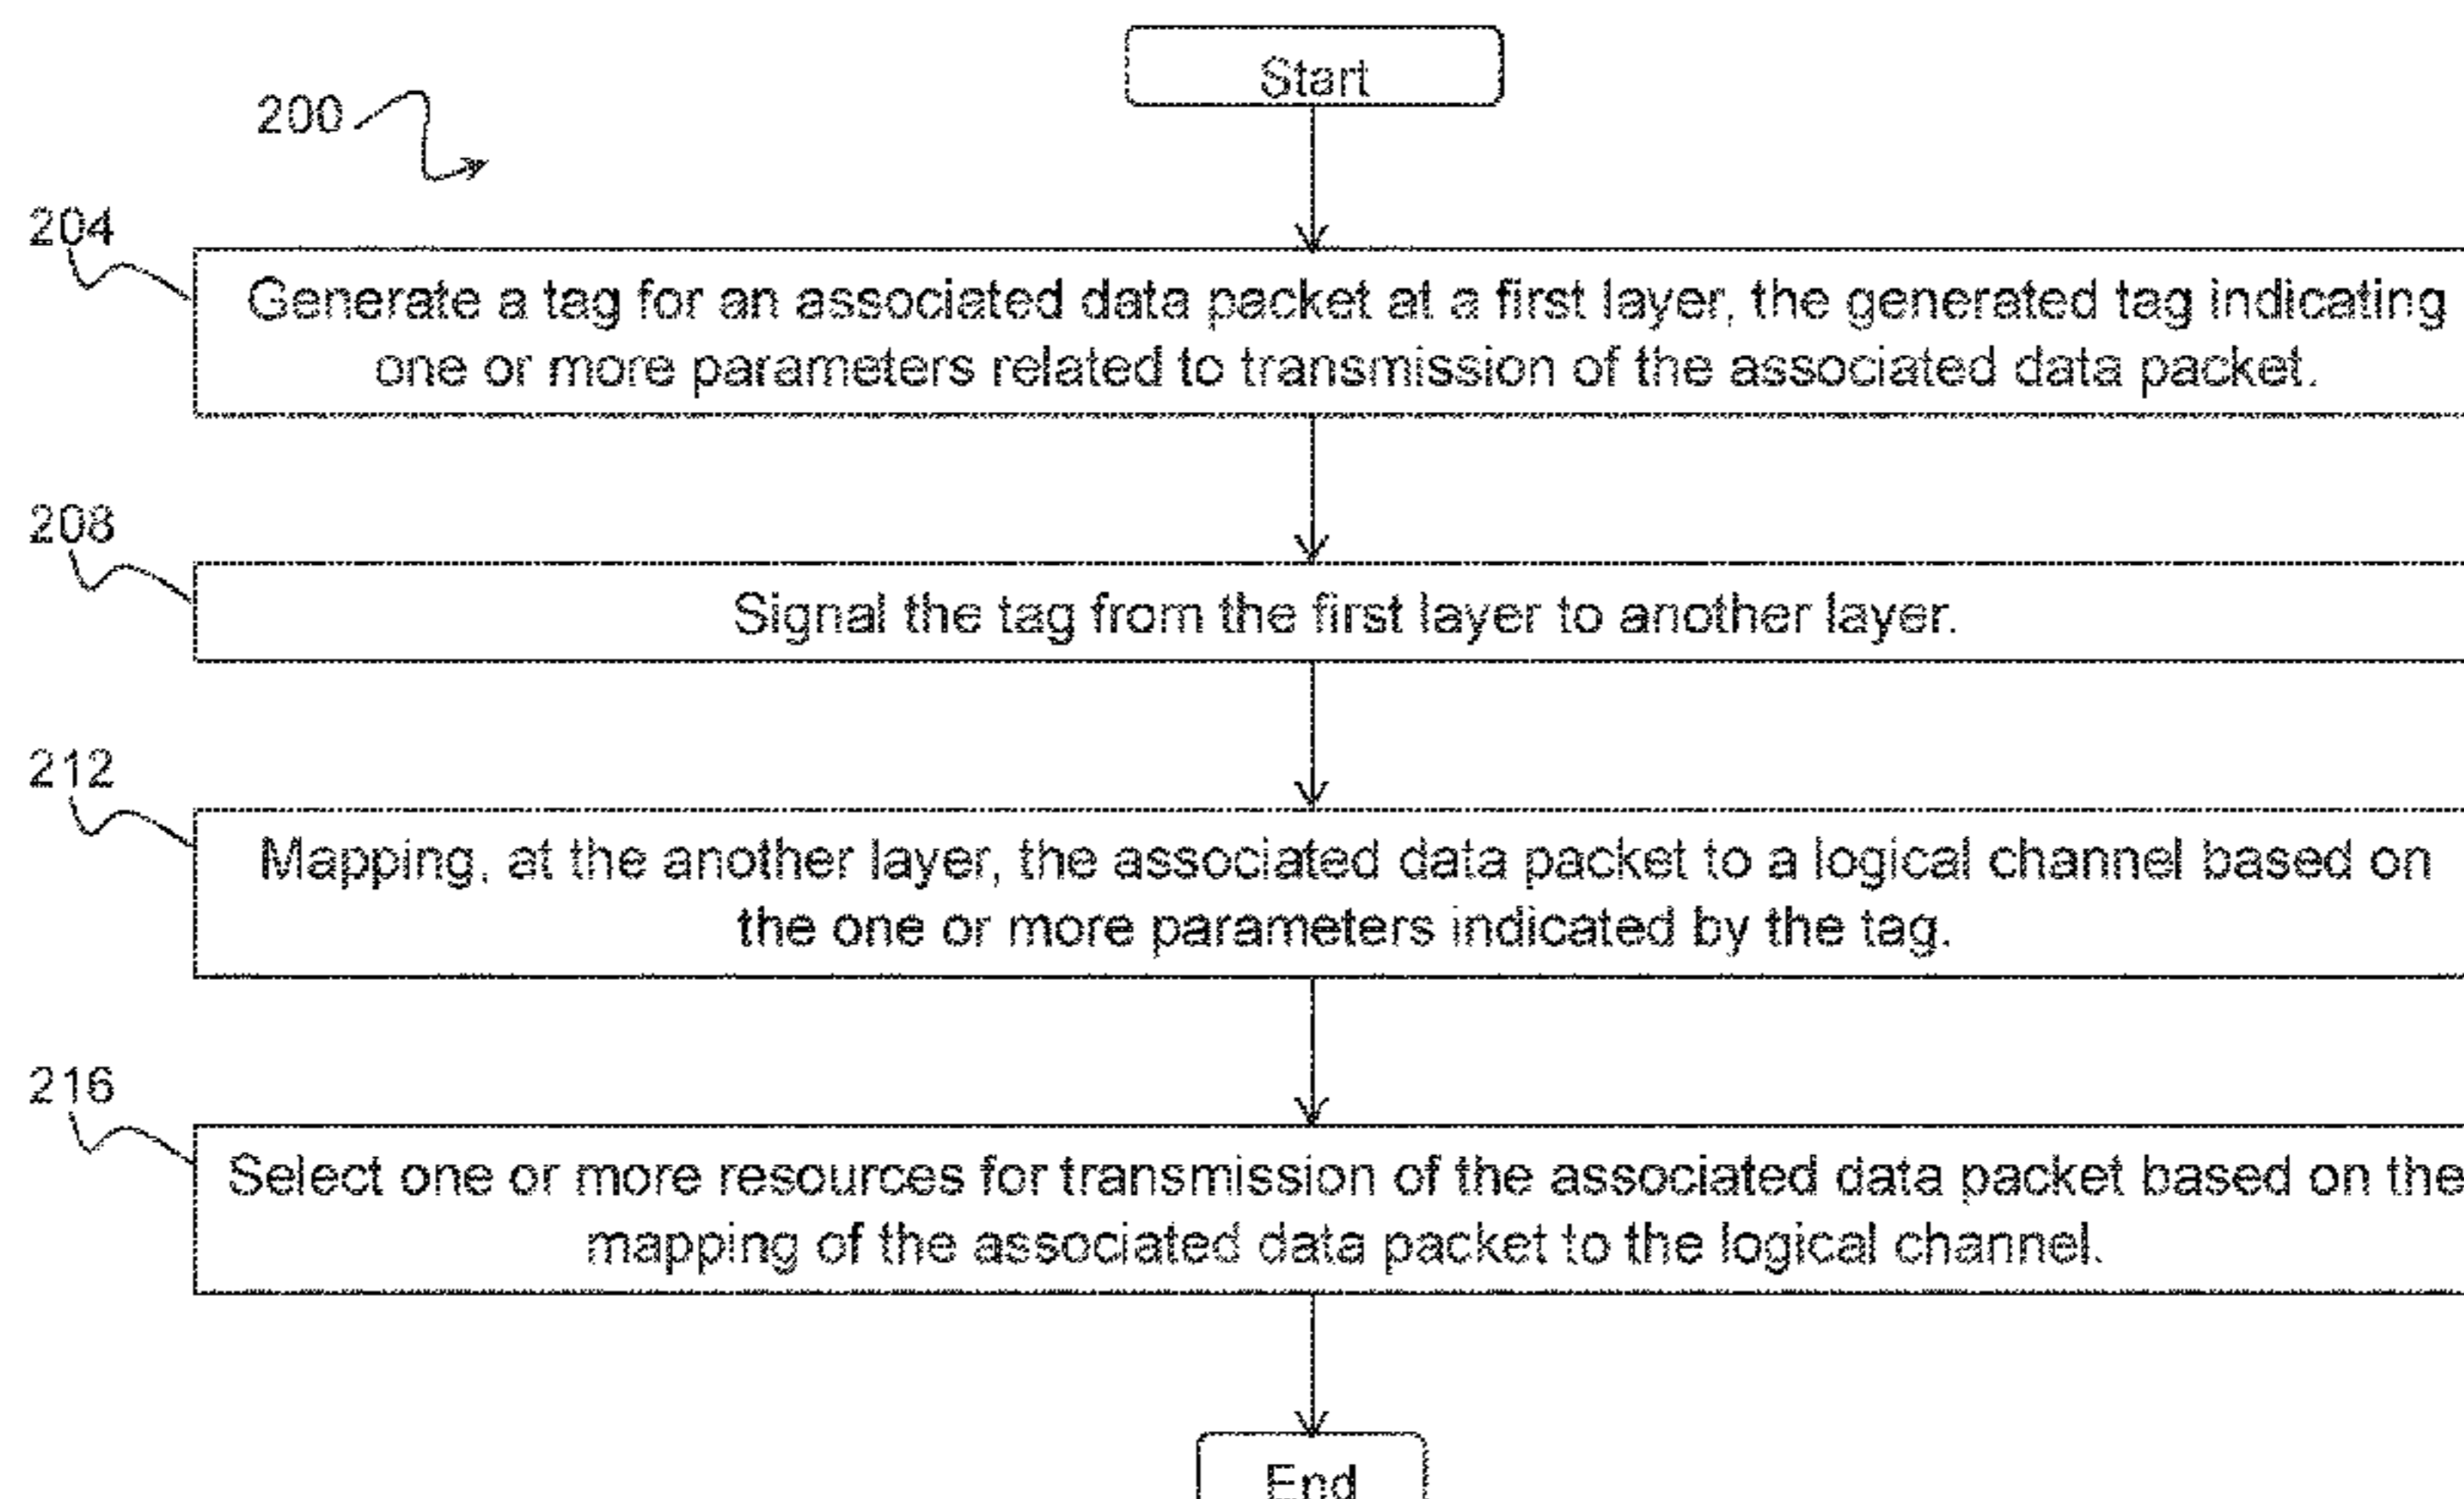 Start
200
204
Generate a tag for an associated data packet at a first layer, the generated tag indicating
one or more parameters related to transmission of the associated data packet.
208
Signal the tag from the first layer to another layer.
212
Mapping, at the another layer, the associated data packet to a logical channel based on
the one or more parameters indicated by the tag.
216
Select one or more resources for transmission of the associated data packet based on the
mapping of the associated data packet to the logical channel.
End